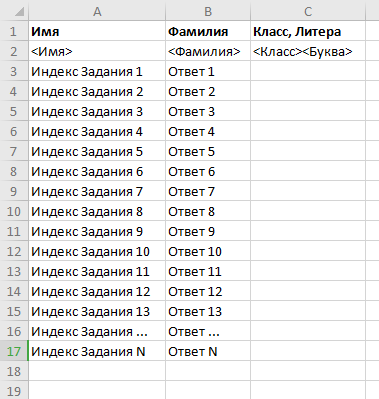 A B C
1 Имя Фамилия Класс, Литера
2 <Имя> <Фамилия> <Класс><Буква>
3 Индекс Задания 1 Ответ 1
4 Индекс Задания 2 Ответ 2
5 Индекс Задания 3 Ответ 3
6 Индекс Задания 4 Ответ 4
7 Индекс Задания 5 Ответ 5
8 Индекс Задания 6 Ответ 6
9 Индекс Задания 7 Ответ 7
10 Индекс Задания 8 Ответ 8
11 Индекс Задания 9 Ответ 9
12 Индекс Задания 10 Ответ 10
13 Индекс Задания 11 Ответ 11
14 Индекс Задания 12 Ответ 12
15 Индекс Задания 13 Ответ 13
16 Индекс Задания ... Ответ ...
17 Индекс Задания N Ответ N
18
19